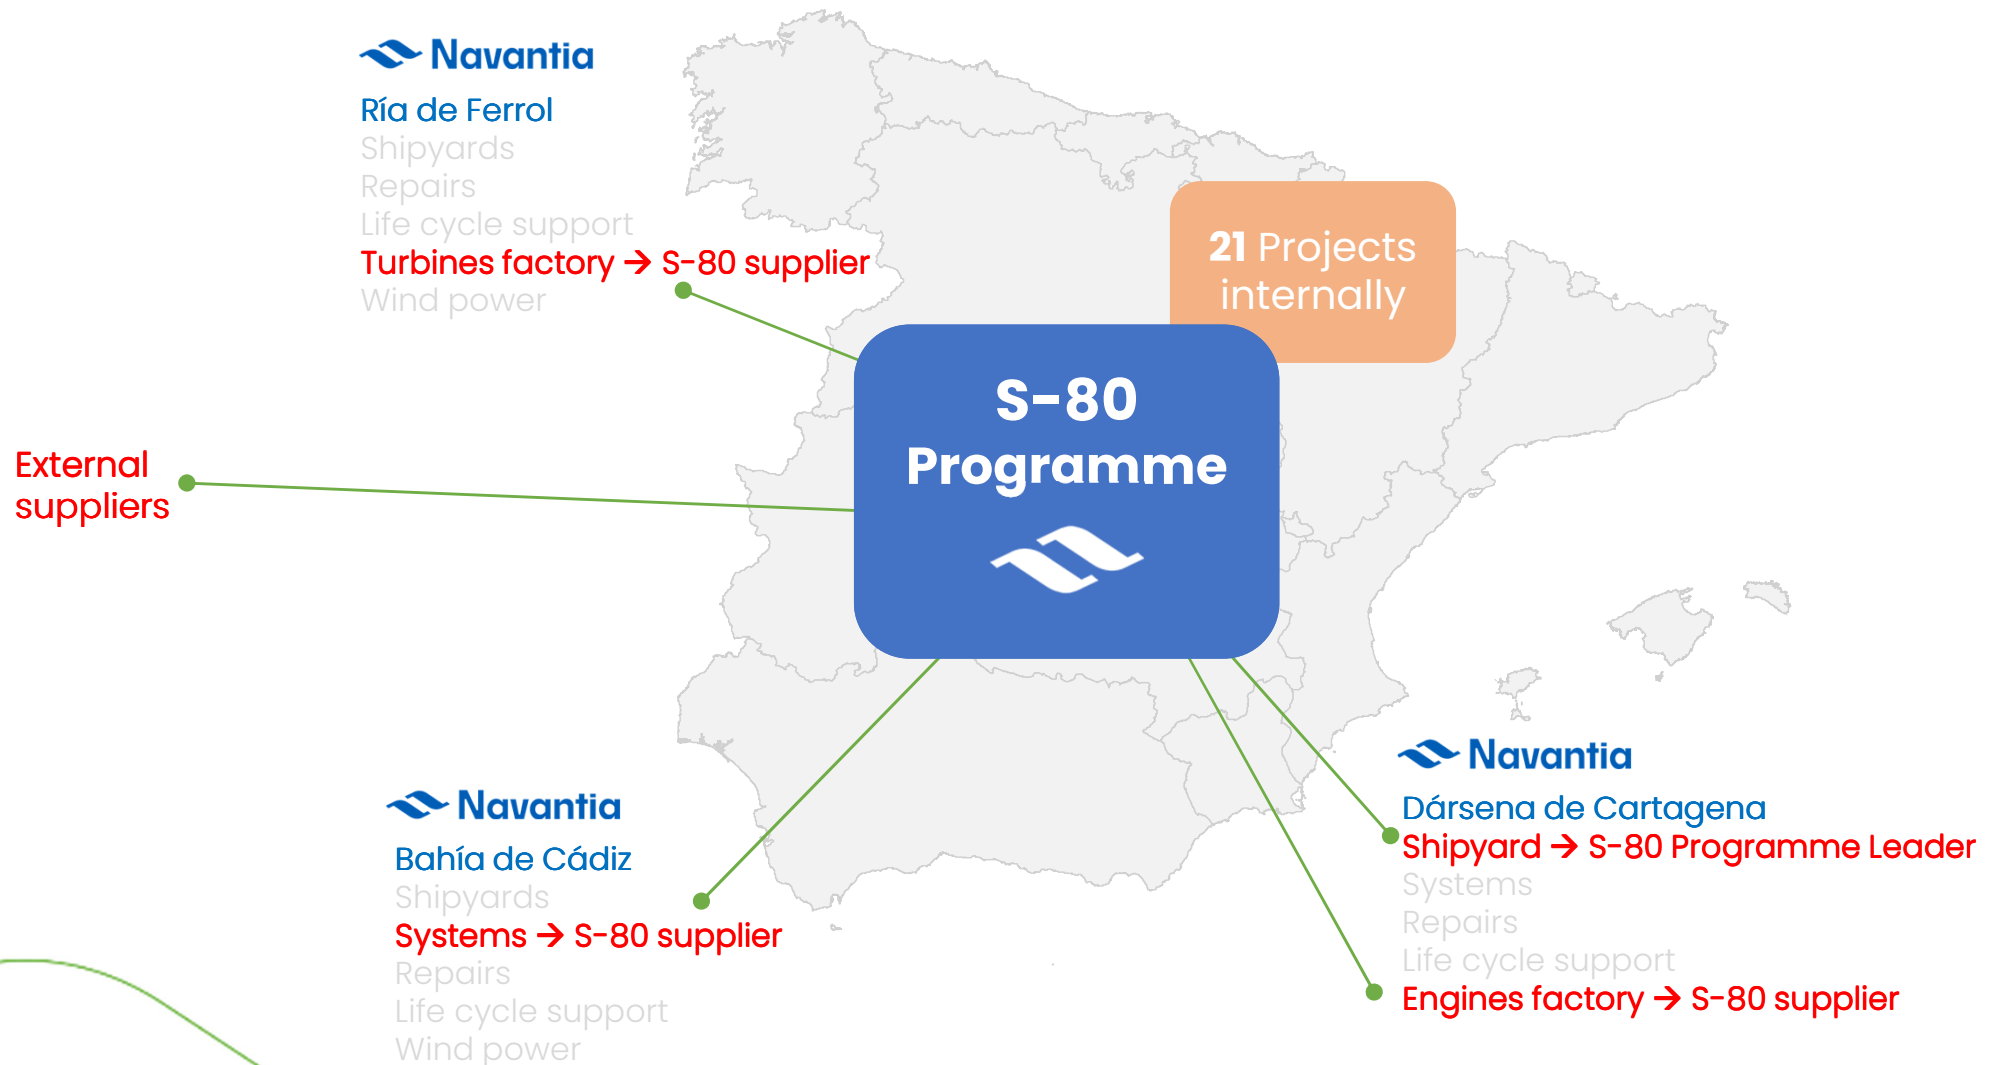 Navantia
Ría de Ferrol
Shipyards
Repairs
Life cycle support
Turbines factory → S-80 supplier
Wind power
21 Projects
internally
S-80
Programme
External
suppliers
Navantia
Bahía de Cádiz
Shipyards
Systems → S-80 supplier
Repairs
Life cycle support
Wind power
Navantia
Dársena de Cartagena
Shipyard → S-80 Programme Leader
Systems
Repairs
Life cycle support
Engines factory → S-80 supplier